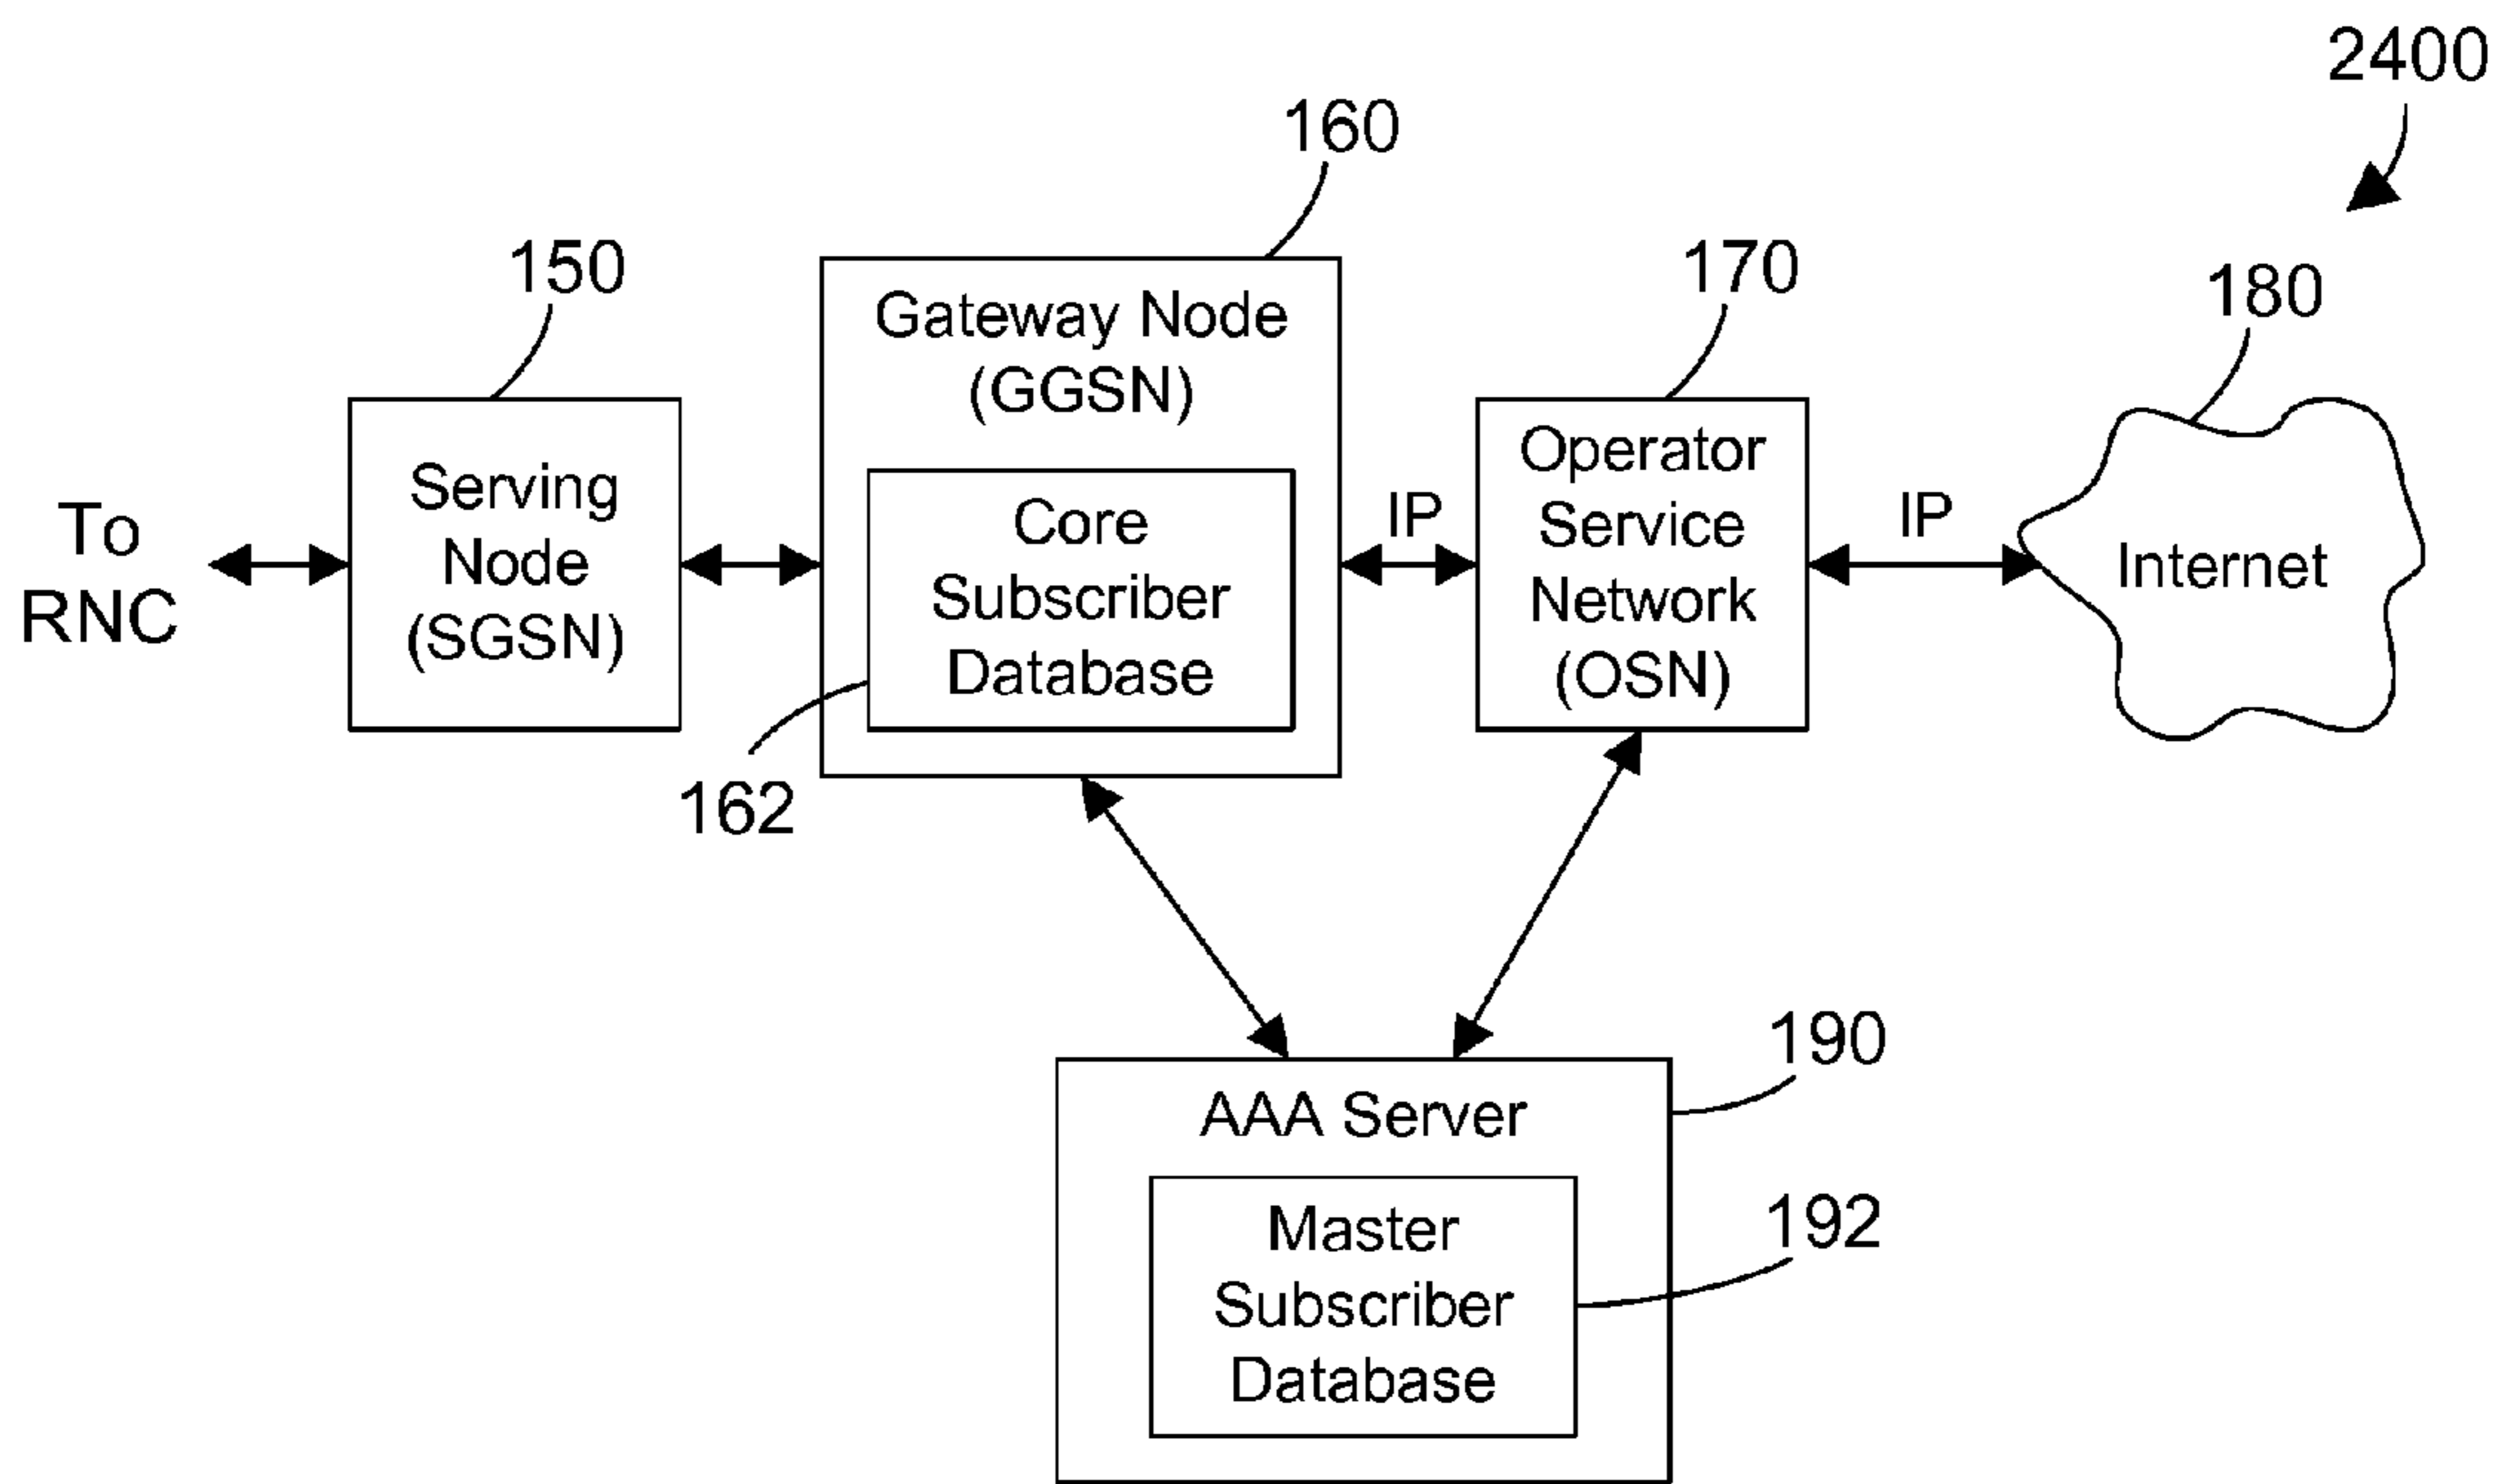 2400
160
150
170
180
Gateway Node
(GGSN)
Serving
Node
(SGSN)
Operator
Service
Network
(OSN)
Core
Subscriber
Database
To
RNC
IP
IP
Internet
162
190
AAA Server
192
Master
Subscriber
Database